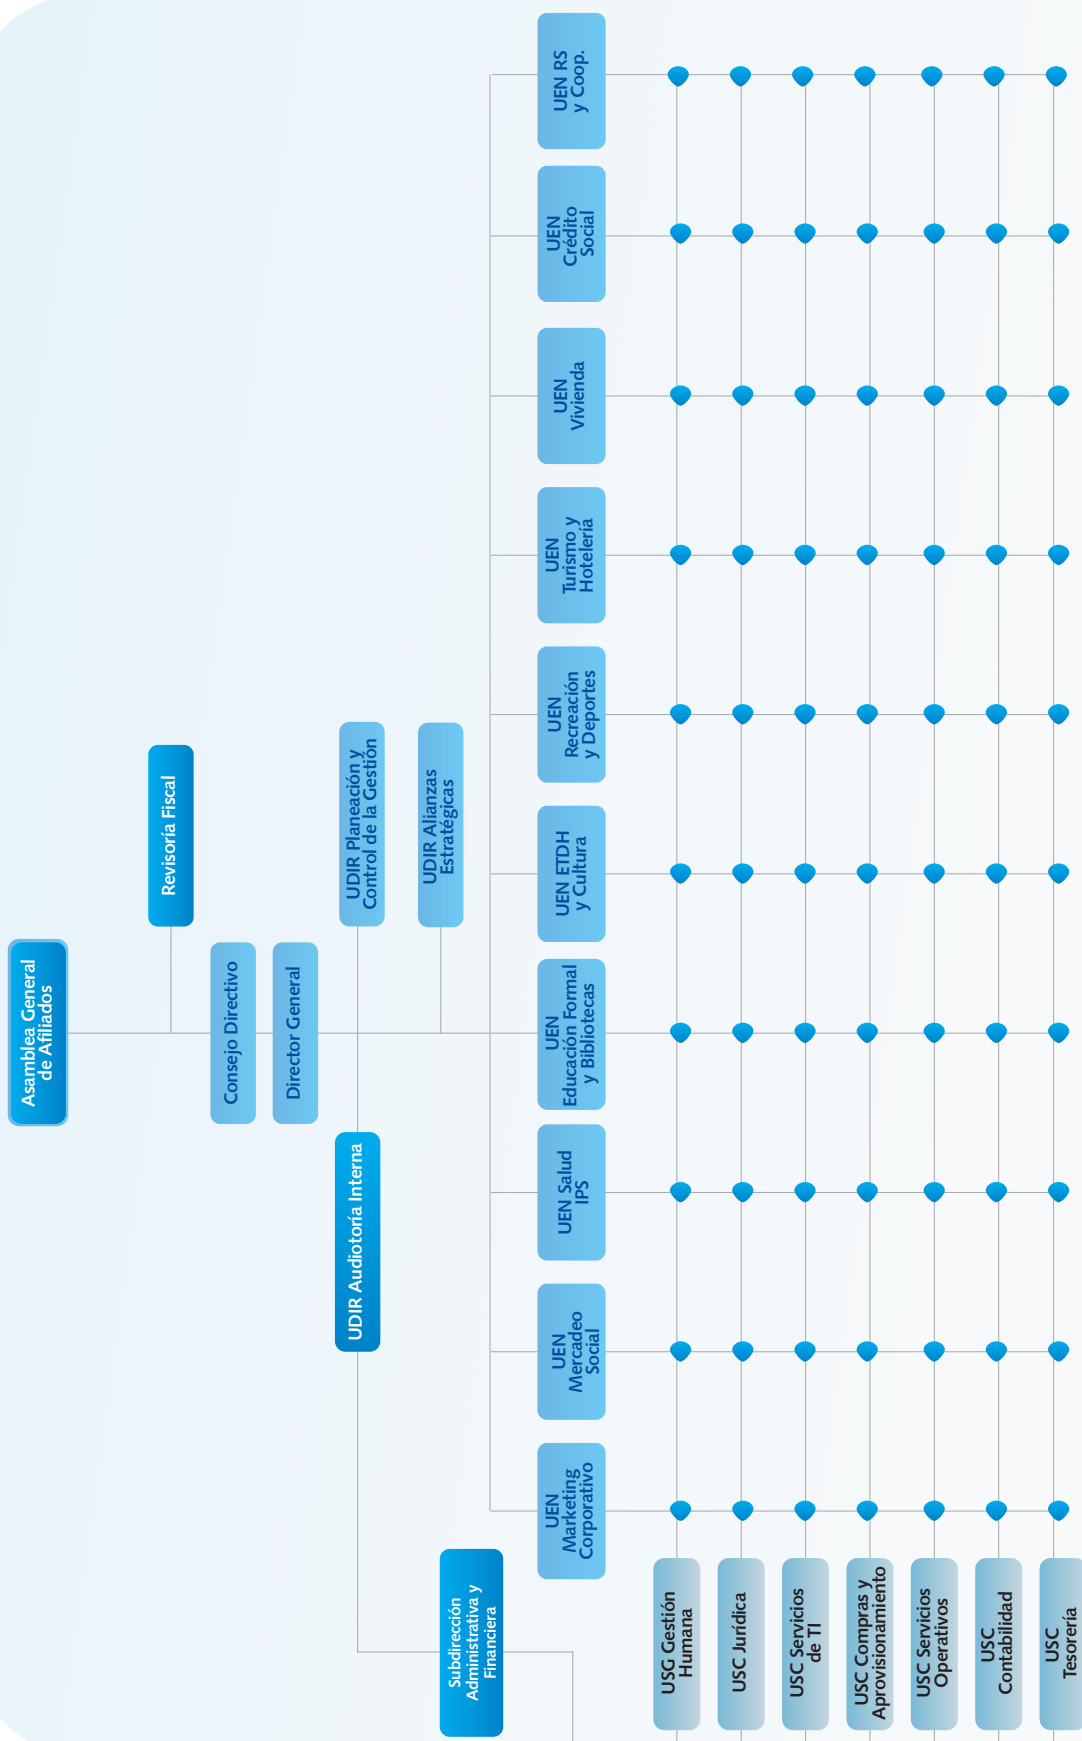 Asamblea General
de Afiliados
Revisoría Fiscal
Consejo Directivo
Director General
UDIR Audiotoría Interna
UDIR Planeación y
Control de la Gestión
UDIR Alianzas
Estratégicas
Subdirección
Administrativa y
Financiera
UEN
Marketing
Corporativo
UEN
Mercadeo
Social
UEN Salud
IPS
UEN
Educación Formal
y Bibliotecas
UEN ETDH
y Cultura
UEN
Recreación
y Deportes
UEN
Turismo y
Hotelería
UEN
Vivienda
UEN
Crédito
Social
UEN RS
y Coop.
USG Gestión
Humana
USC Jurídica
USC Servicios
de TI
USC Compras y
Aprovisionamiento
USC Servicios
Operativos
USC
Contabilidad
USC
Tesorería